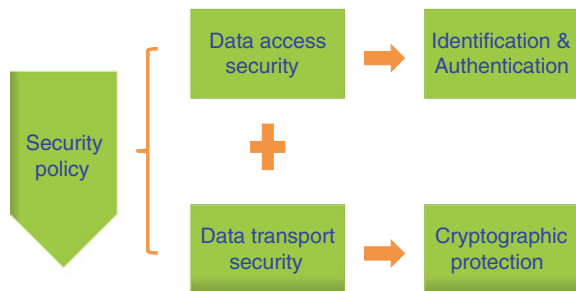 Data access
security
Identification &
Authentication
Security
policy
Data transport
security
Cryptographic
protection